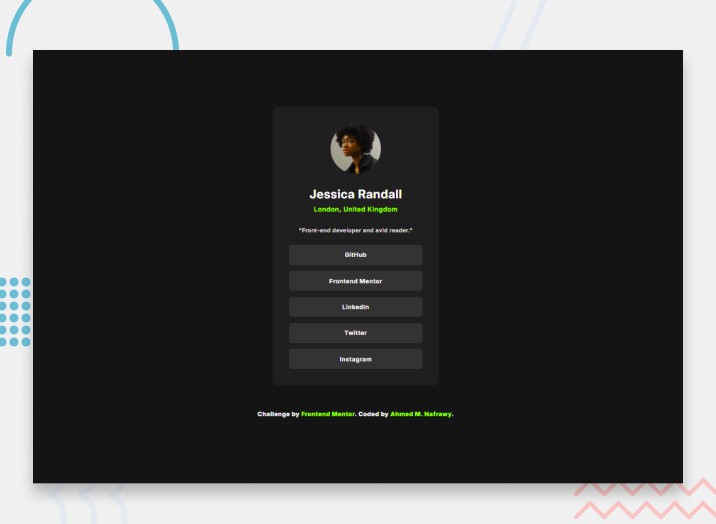 Jessica Randall
London, United Kingdom
"Front-end developer and avid reader."
GitHub
Frontend Mentor
LinkedIn
Twitter
Instagram
Challenge by Frontend Mentor. Coded by Ahmed M. Nafrawy.